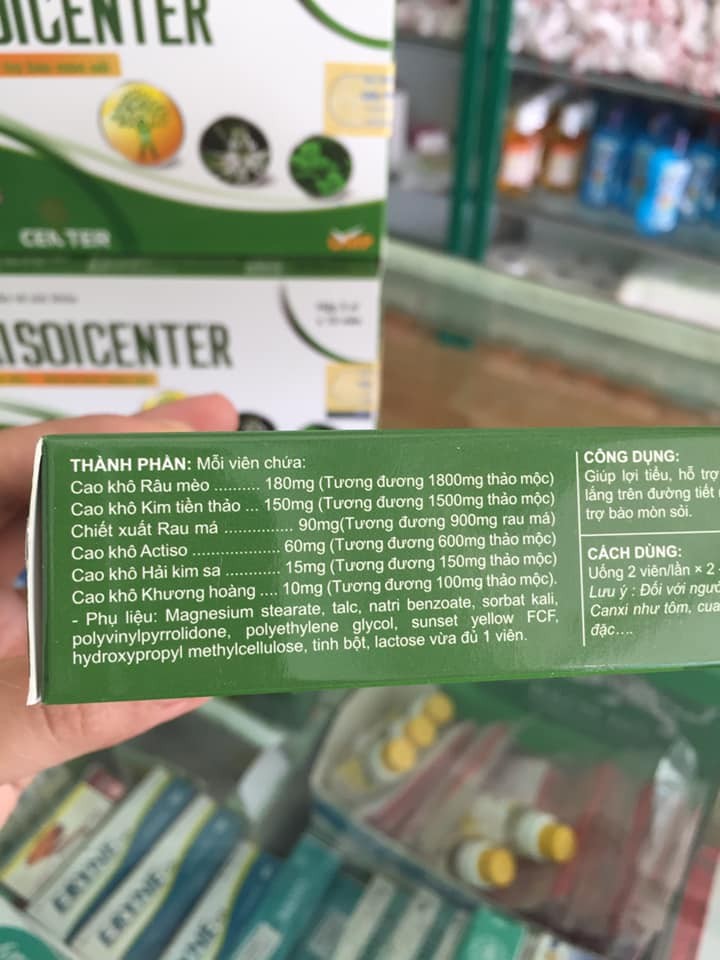 CENTER
ISOICENTER
THÀNH PHẦN: Mỗi viên chứa:
Cao khô Râu mèo ......... 180mg (Tương đương 1800mg thảo mộc)
Cao khô Kim tiền thảo ... 150mg (Tương đương 1500mg thảo mộc)
Chiết xuất Rau má .............. 90mg(Tương đương 900mg rau má)
Cao khô Actiso ................... 60mg (Tương đương 600mg thảo mộc)
Cao khô Hải kim sa ........... 15mg (Tương đương 150mg thảo mộc)
Cao khô Khương hoàng .... 10mg (Tương đương 100mg thảo mộc).
- Phụ liệu: Magnesium stearate, talc, natri benzoate, sorbat kali,
polyvinylpyrrolidone, polyethylene glycol, sunset yellow FCF,
hydroxypropyl methylcellulose, tinh bột, lactose vừa đủ 1 viên.
CÔNG DỤNG:
Giúp lợi tiểu, hỗ trợ
lắng trên đường tiết
trợ bào mòn sỏi.
CÁCH DÙNG:
Uống 2 viên/lần × 2
Lưu ý : Đối với ngườ
Canxi như tôm, cua
đặc....